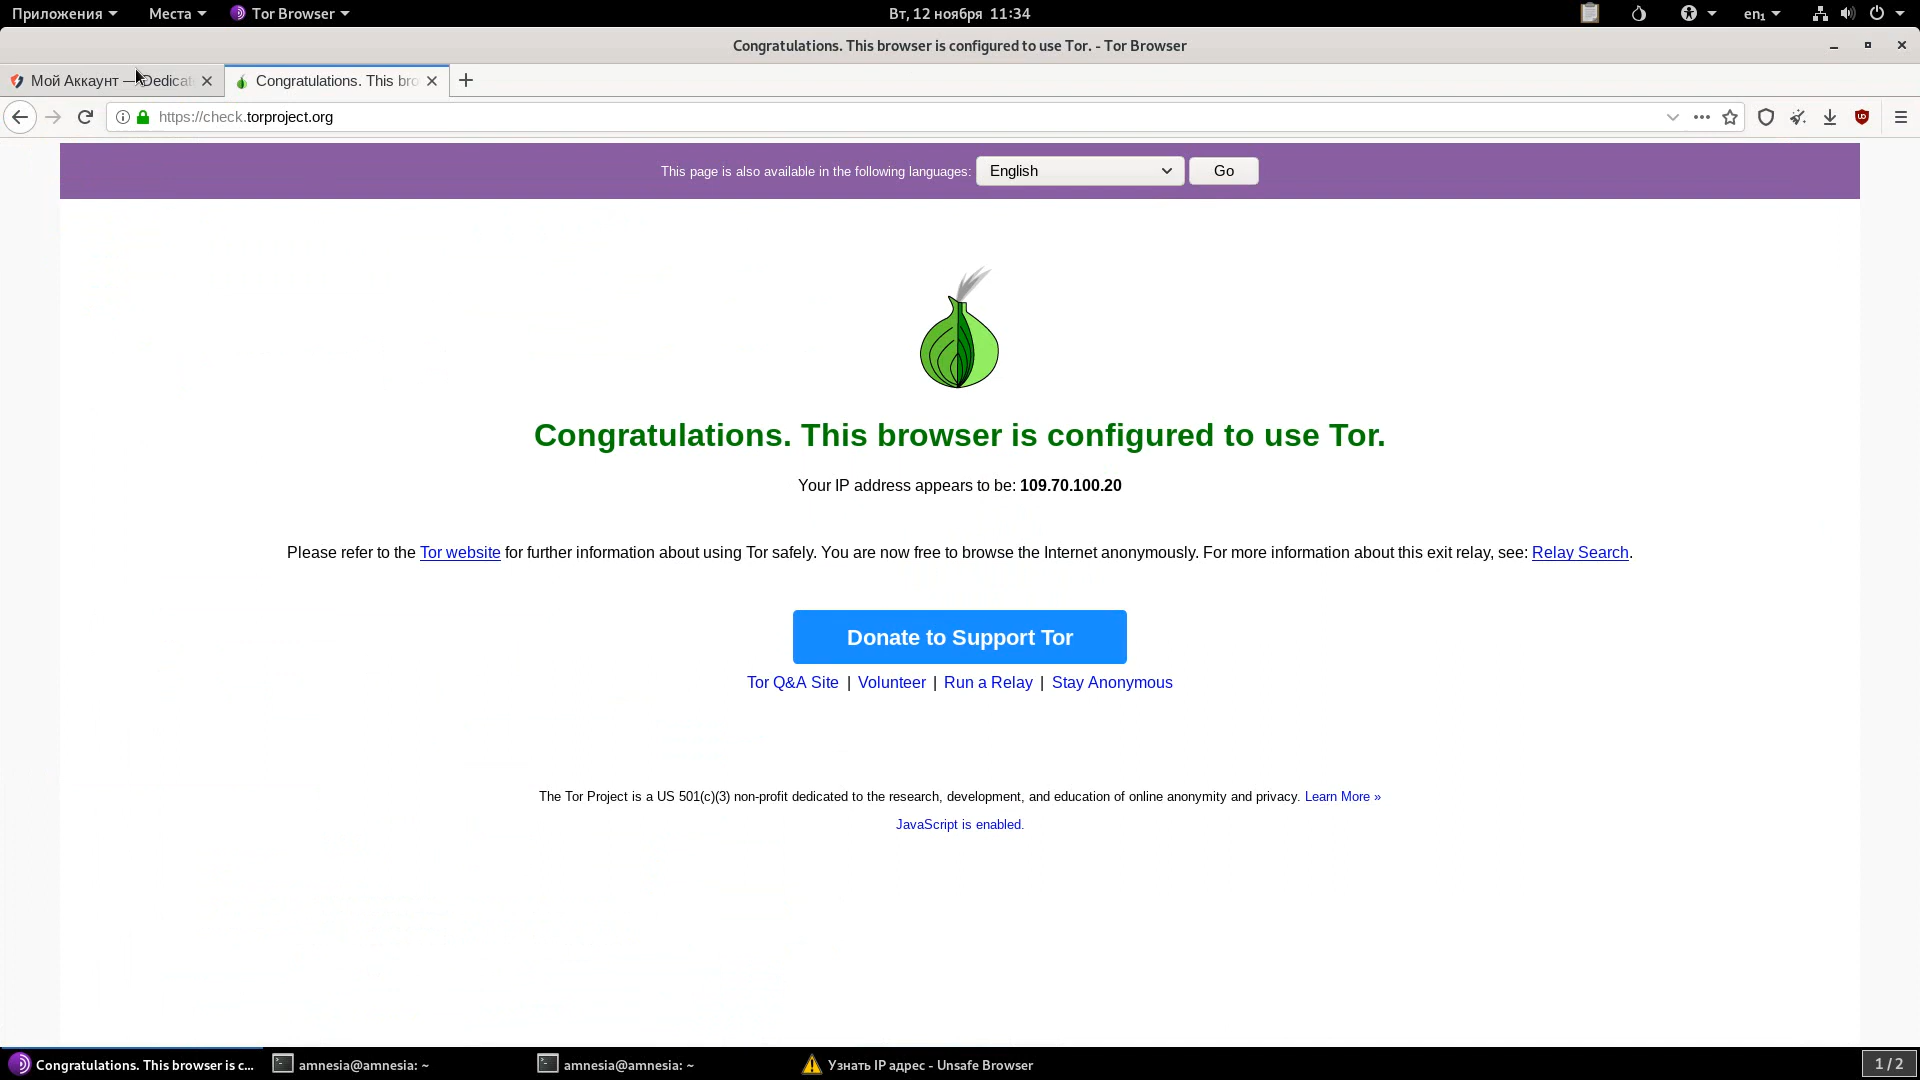 Приложения Места Tor Browser Вт, 12 ноября 11:34 en₁
Congratulations. This browser is configured to use Tor. - Tor Browser
Мой Аккаунт — Dedicat Congratulations. This bro
https://check.torproject.org
This page is also available in the following languages: English Go
Congratulations. This browser is configured to use Tor.
Your IP address appears to be: 109.70.100.20
Please refer to the Tor website for further information about using Tor safely. You are now free to browse the Internet anonymously. For more information about this exit relay, see: Relay Search.
Donate to Support Tor
Tor Q&A Site | Volunteer | Run a Relay | Stay Anonymous
The Tor Project is a US 501(c)(3) non-profit dedicated to the research, development, and education of online anonymity and privacy. Learn More »
JavaScript is enabled.
Congratulations. This browser is c... amnesia@amnesia: ~ amnesia@amnesia: ~ Узнать IP адрес - Unsafe Browser 1 / 2